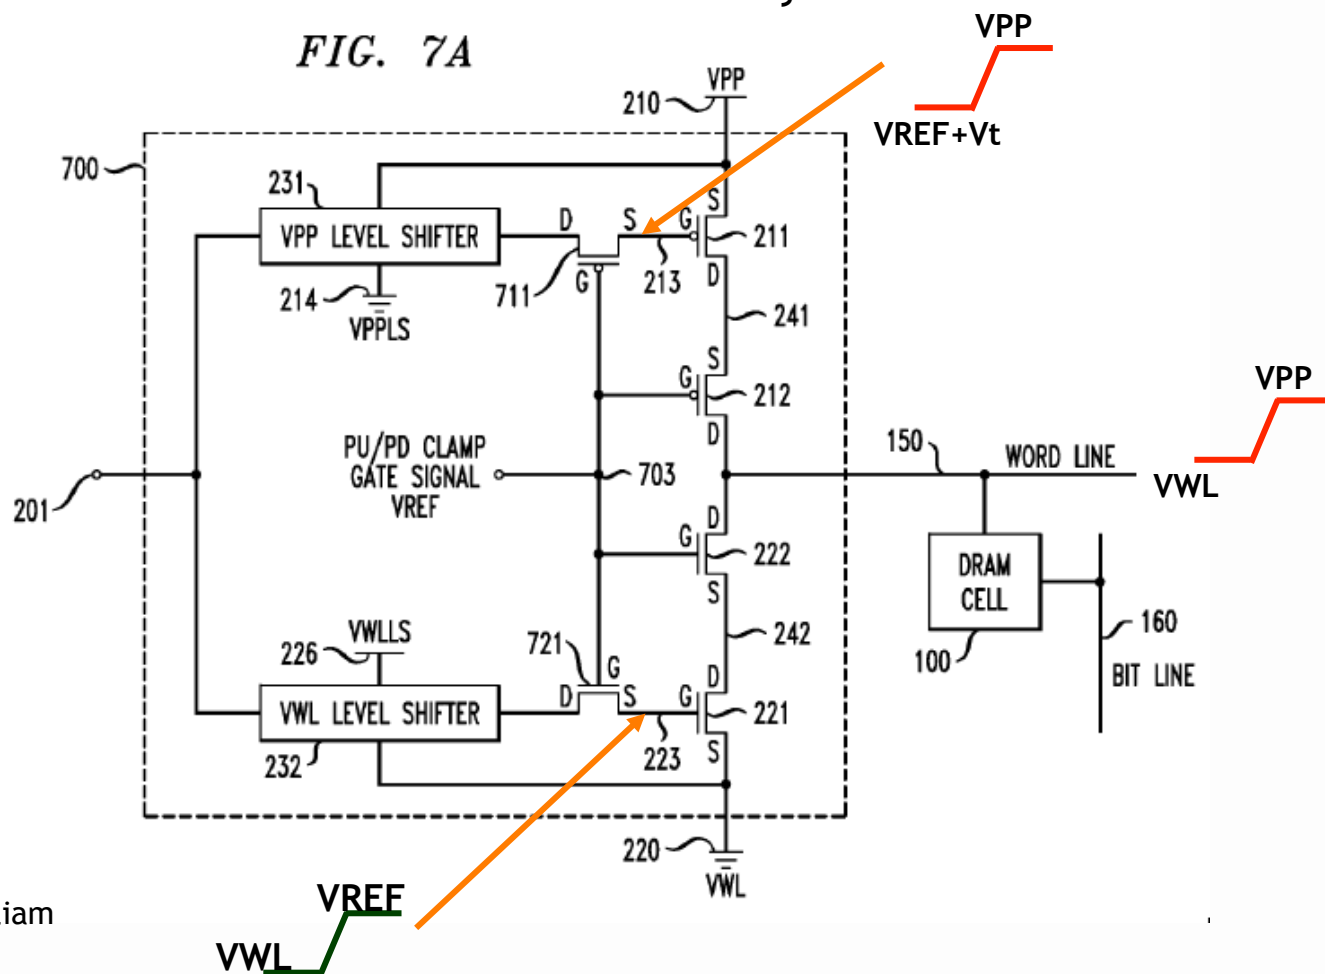 FIG. 7A
VPP
VPP
210
VREF+Vt
700
231
S
VPP LEVEL SHIFTER
D
S
G
211
G
711
213
D
214
VPPLS
241
S
G
212
VPP
D
PU/PD CLAMP
GATE SIGNAL
VREF
703
150
WORD LINE
VWL
201
D
G
222
DRAM
CELL
S
VWLLS
242
160
226
721
G
100
D
BIT LINE
VWL LEVEL SHIFTER
D
S
G
221
232
223
S
220
VWL
VREF
iam
VWL